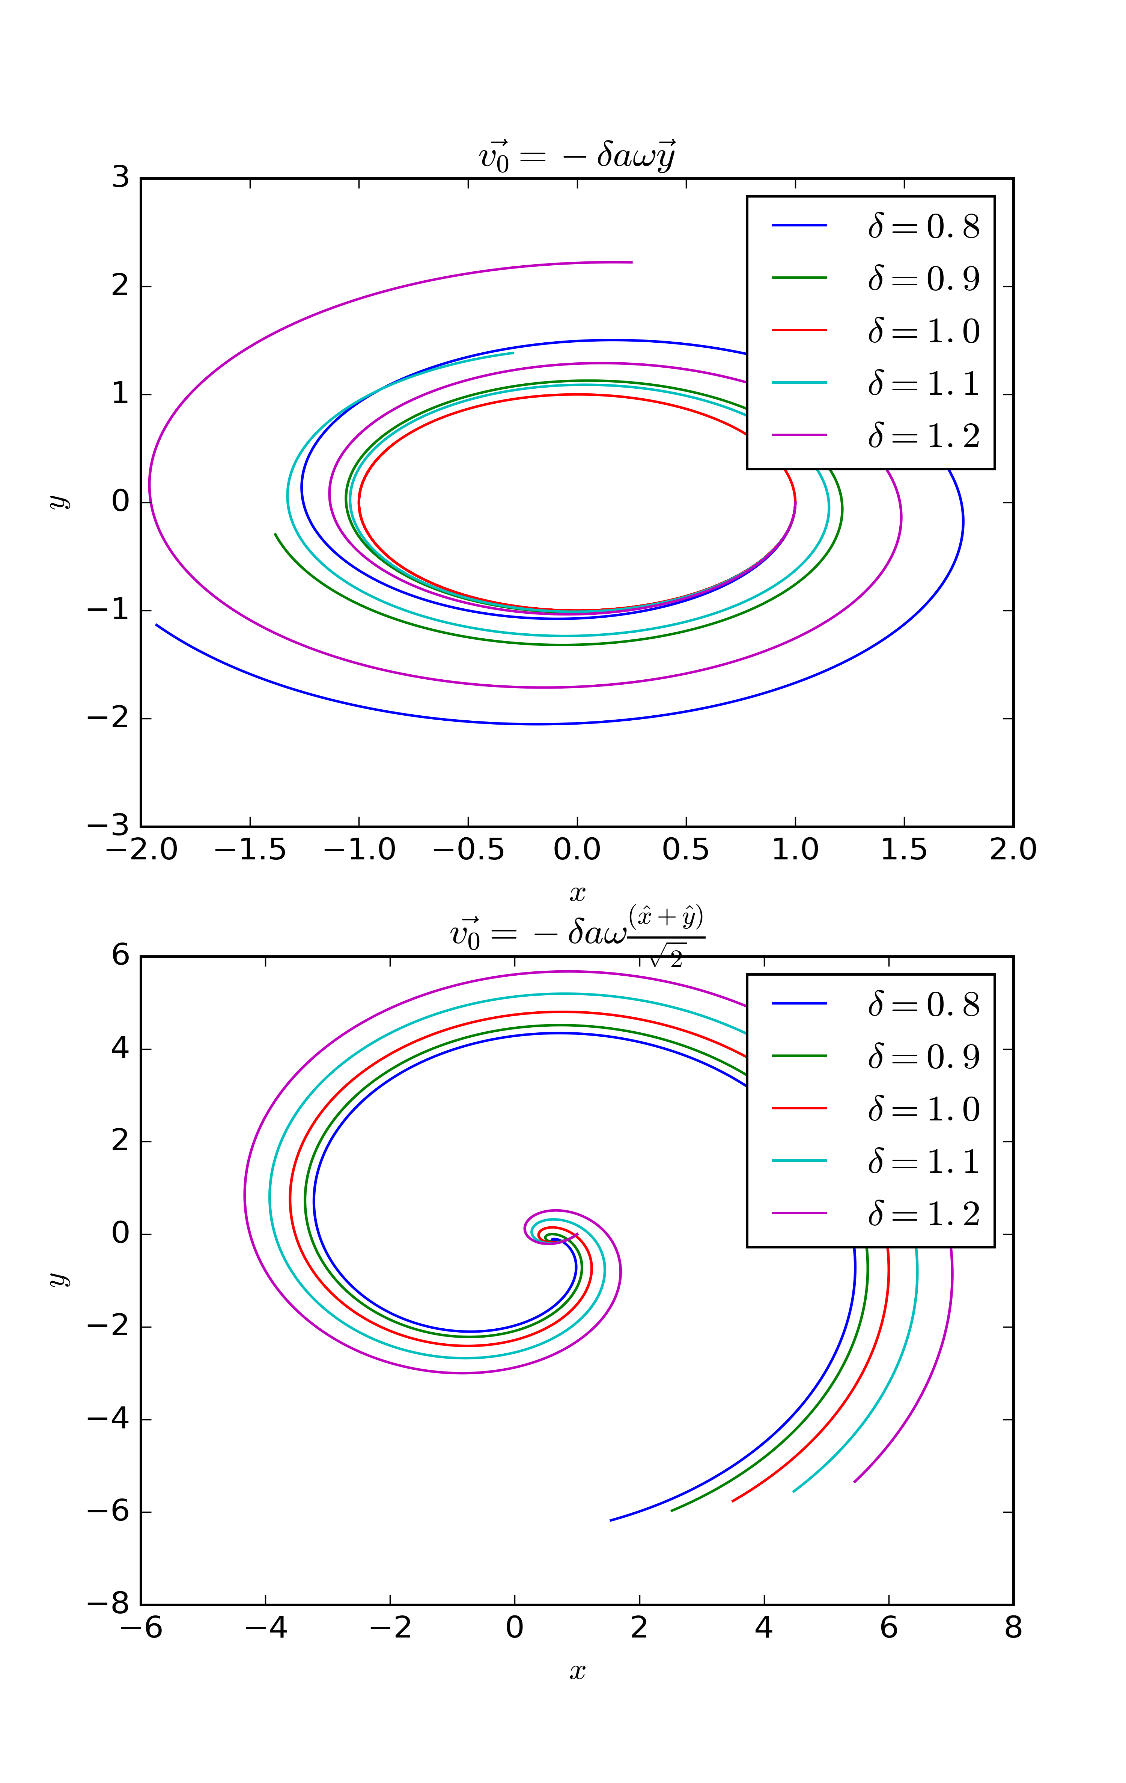 $\vec{v_0} = -\delta a\omega\vec{y}$
3
2
1
0
−1
−2
−3
y
δ = 0.8
δ = 0.9
δ = 1.0
δ = 1.1
δ = 1.2
−2.0 −1.5 −1.0 −0.5 0.0 0.5 1.0 1.5 2.0
x
$\vec{v_0} = -\delta a\omega\frac{(\hat{x}+\hat{y})}{\sqrt{2}}$
6
4
2
0
−2
−4
−6
−8
y
δ = 0.8
δ = 0.9
δ = 1.0
δ = 1.1
δ = 1.2
−6 −4 −2 0 2 4 6 8
x